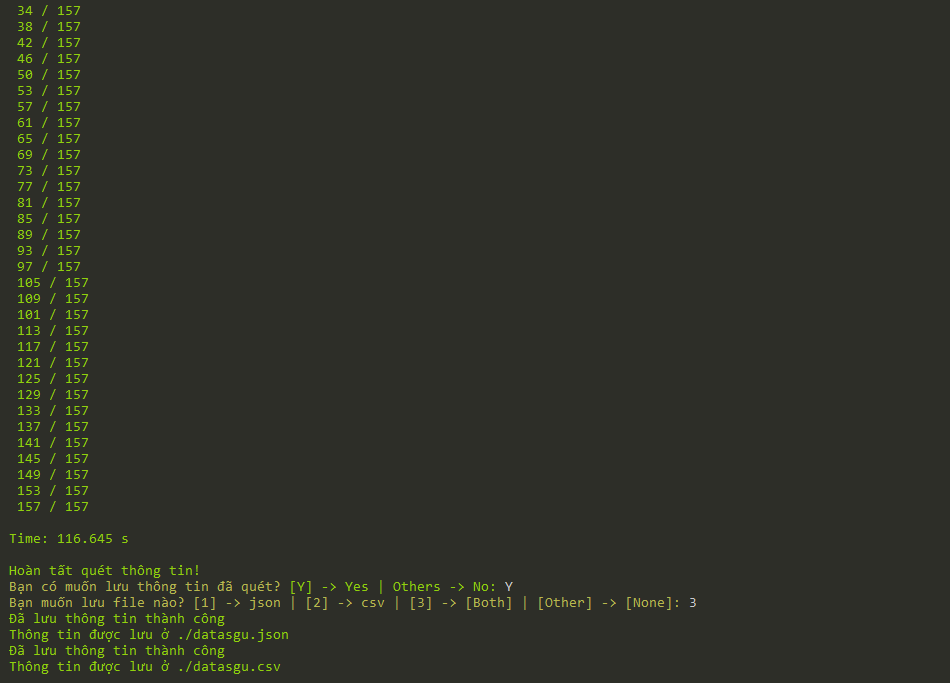 34 / 157
38 / 157
42 / 157
46 / 157
50 / 157
53 / 157
57 / 157
61 / 157
65 / 157
69 / 157
73 / 157
77 / 157
81 / 157
85 / 157
89 / 157
93 / 157
97 / 157
105 / 157
109 / 157
101 / 157
113 / 157
117 / 157
121 / 157
125 / 157
129 / 157
133 / 157
137 / 157
141 / 157
145 / 157
149 / 157
153 / 157
157 / 157
Time: 116.645 s
Hoàn tất quét thông tin!
Bạn có muốn lưu thông tin đã quét? [Y] -> Yes | Others -> No: Y
Bạn muốn lưu file nào? [1] -> json | [2] -> csv | [3] -> [Both] | [Other] -> [None]: 3
Đã lưu thông tin thành công
Thông tin được lưu ở ./datasgu.json
Đã lưu thông tin thành công
Thông tin được lưu ở ./datasgu.csv